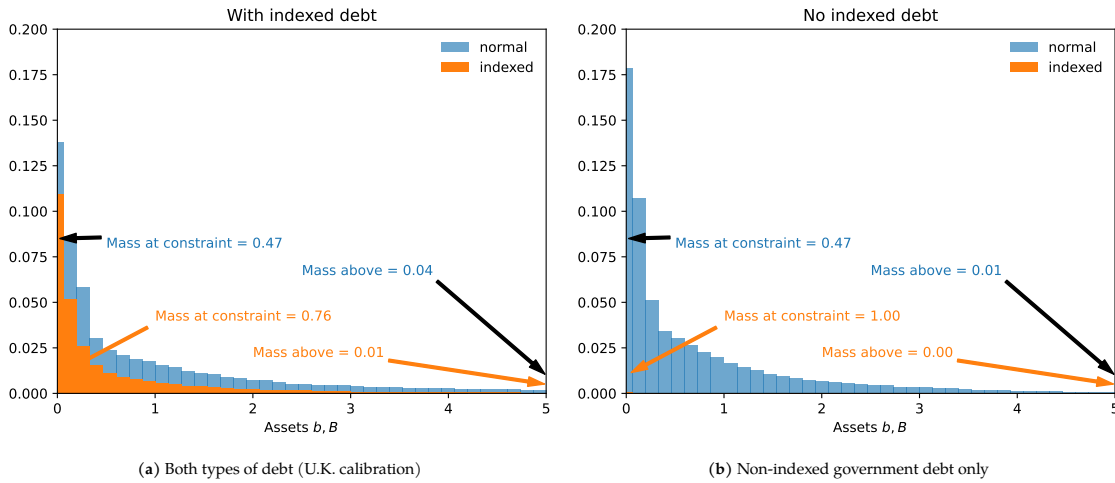 With indexed debt
0.200
0.175
0.150
0.125
0.100
0.075
0.050
0.025
0.000
normal
indexed
Mass at constraint = 0.47
Mass above = 0.04
Mass at constraint = 0.76
Mass above = 0.01
0 1 2 3 4 5
Assets b, B
(a) Both types of debt (U.K. calibration)
No indexed debt
0.200
0.175
0.150
0.125
0.100
0.075
0.050
0.025
0.000
normal
indexed
Mass at constraint = 0.47
Mass above = 0.01
Mass at constraint = 1.00
Mass above = 0.00
0 1 2 3 4 5
Assets b, B
(b) Non-indexed government debt only